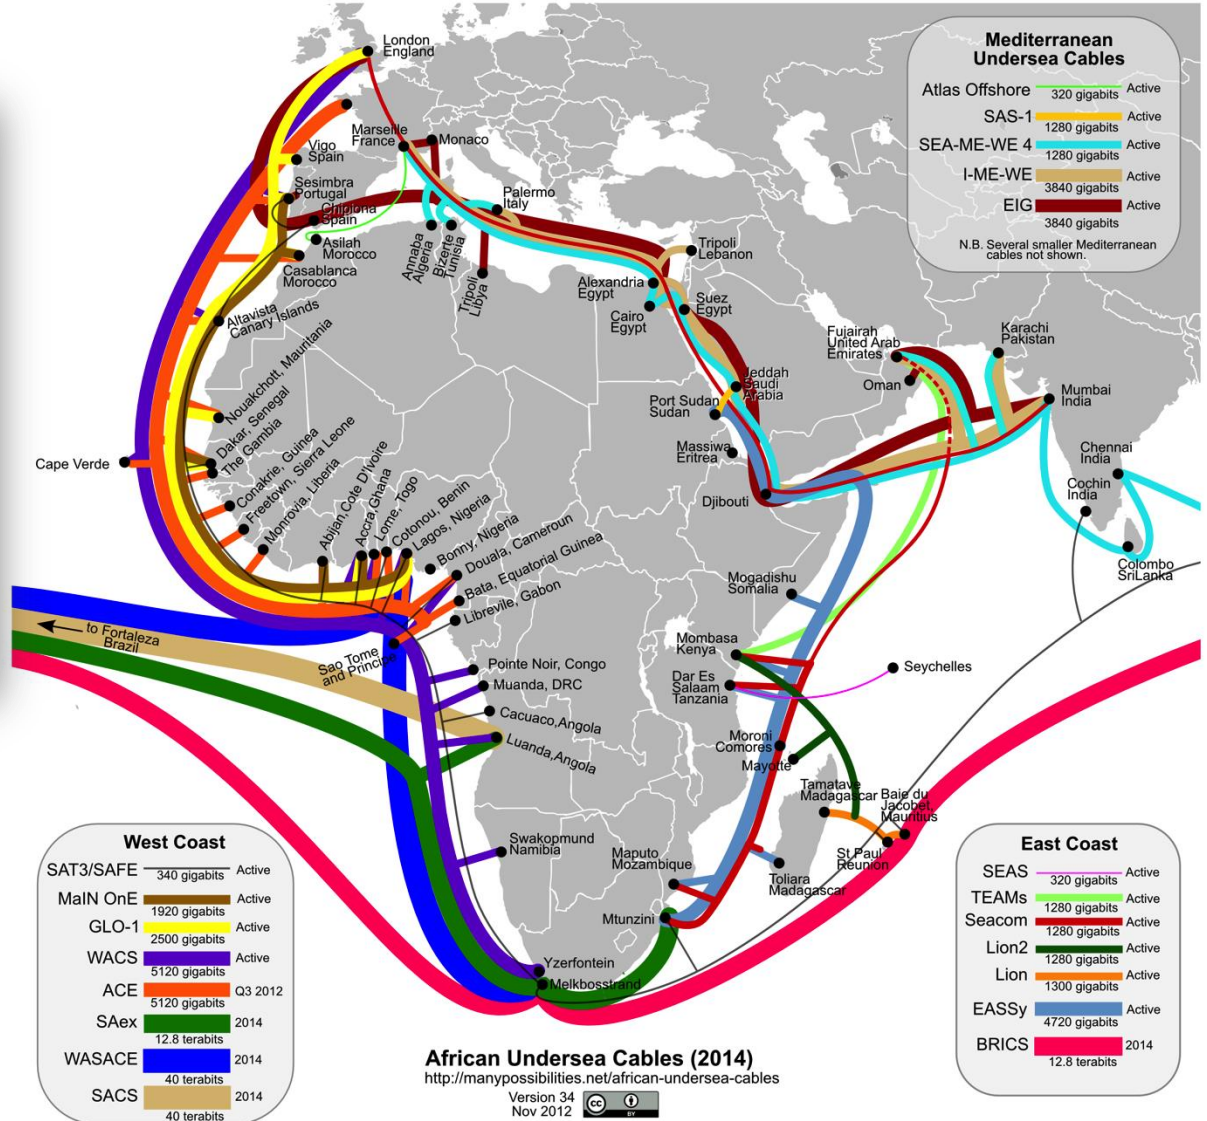 London
England
Mediterranean
Undersea Cables
Atlas Offshore
320 gigabits
Active
SAS-1
1280 gigabits
Active
SEA-ME-WE 4
1280 gigabits
Active
I-ME-WE
3840 gigabits
Active
EIG
3840 gigabits
Active
N.B. Several smaller Mediterranean
cables not shown.
Marseille
France
Monaco
Vigo
Spain
Sesimbra
Portugal
Chipiona
Spain
Palermo
Italy
Asilah
Morocco
Casablanca
Morocco
Annaba
Algeria
Bizerte
Tunisia
Tripoli
Libya
Tripoli
Lebanon
Alexandria
Egypt
Cairo
Egypt
Suez
Egypt
Altavista
Canary Islands
Nouakchott, Mauritania
Dakar, Senegal
The Gambia
Conakrie, Guinea
Freetown, Sierra Leone
Monrovia, Liberia
Abijan,Cote D'Ivoire
Accra,Ghana
Lome, Togo
Cotonou, Benin
Lagos, Nigeria
Bonny, Nigeria
Douala, Cameroun
Bata, Equatorial Guinea
Librevile, Gabon
Cape Verde
Fujairah
United Arab
Emirates
Oman
Karachi
Pakistan
Mumbai
India
Jeddah
Saudi
Arabia
Port Sudan
Sudan
Massiwa
Eritrea
Djibouti
Chennai
India
Cochin
India
Colombo
SriLanka
Mogadishu
Somalia
Mombasa
Kenya
Dar Es
Salaam
Tanzania
Seychelles
to Fortaleza
Brazil
Sao Tome
and Principe
Pointe Noir, Congo
Muanda, DRC
Cacuaco,Angola
Luanda,Angola
Moroni
Comores
Mayotte
Tamatave
Madagascar
Baie du
Jacobet,
Mauritius
St Paul
Reunion
Toliara
Madagascar
Swakopmund
Namibia
Maputo
Mozambique
Mtunzini
Yzerfontein
Melkbosstrand
West Coast
SAT3/SAFE
340 gigabits
Active
MaIN OnE
1920 gigabits
Active
GLO-1
2500 gigabits
Active
WACS
5120 gigabits
Active
ACE
5120 gigabits
Q3 2012
SAex
12.8 terabits
2014
WASACE
40 terabits
2014
SACS
40 terabits
2014
East Coast
SEAS
320 gigabits
Active
TEAMs
1280 gigabits
Active
Seacom
1280 gigabits
Active
Lion2
1280 gigabits
Active
Lion
1300 gigabits
Active
EASSy
4720 gigabits
Active
BRICS
12.8 terabits
2014
African Undersea Cables (2014)
http://manypossibilities.net/african-undersea-cables
Version 34
Nov 2012
cc
BY